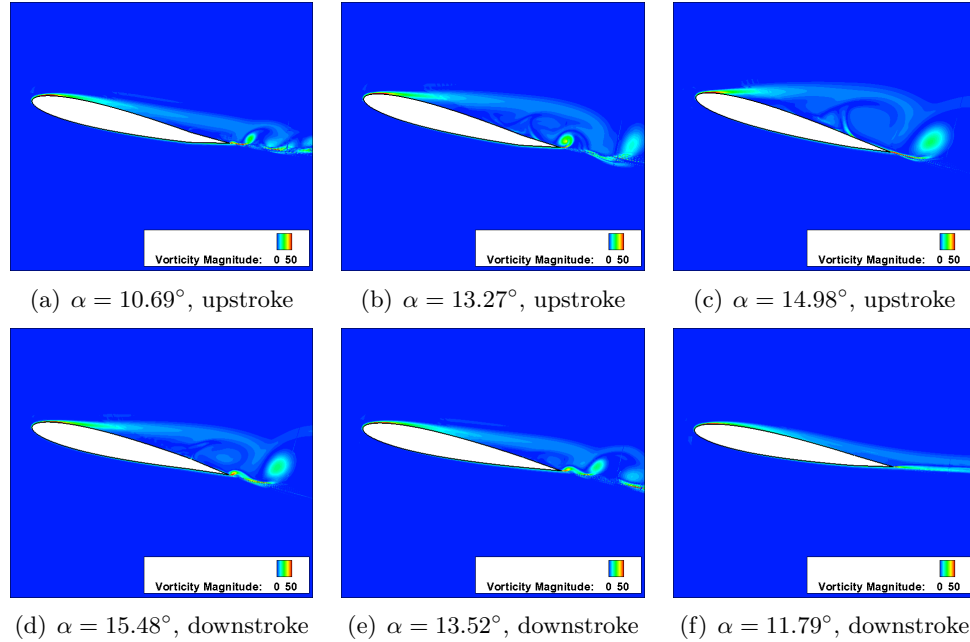 Vorticity Magnitude: 0 50
Vorticity Magnitude: 0 50
Vorticity Magnitude: 0 50
(a) α = 10.69°, upstroke
(b) α = 13.27°, upstroke
(c) α = 14.98°, upstroke
Vorticity Magnitude: 0 50
Vorticity Magnitude: 0 50
Vorticity Magnitude: 0 50
(d) α = 15.48°, downstroke
(e) α = 13.52°, downstroke
(f) α = 11.79°, downstroke